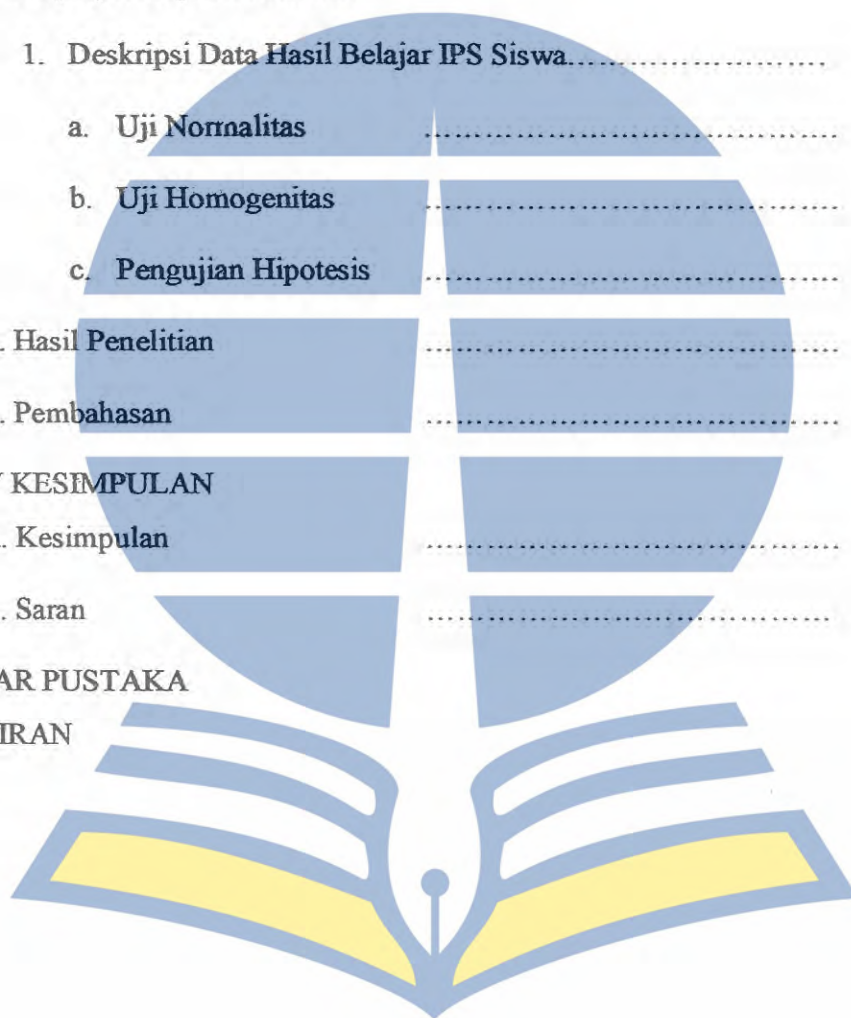 1. Deskripsi Data Hasil Belajar IPS Siswa........................
a. Uji Normalitas ........................................
b. Uji Homogenitas ........................................
c. Pengujian Hipotesis ........................................
. Hasil Penelitian ........................................
. Pembahasan ........................................
KESIMPULAN
. Kesimpulan ........................................
. Saran ........................................
AR PUSTAKA
IRAN